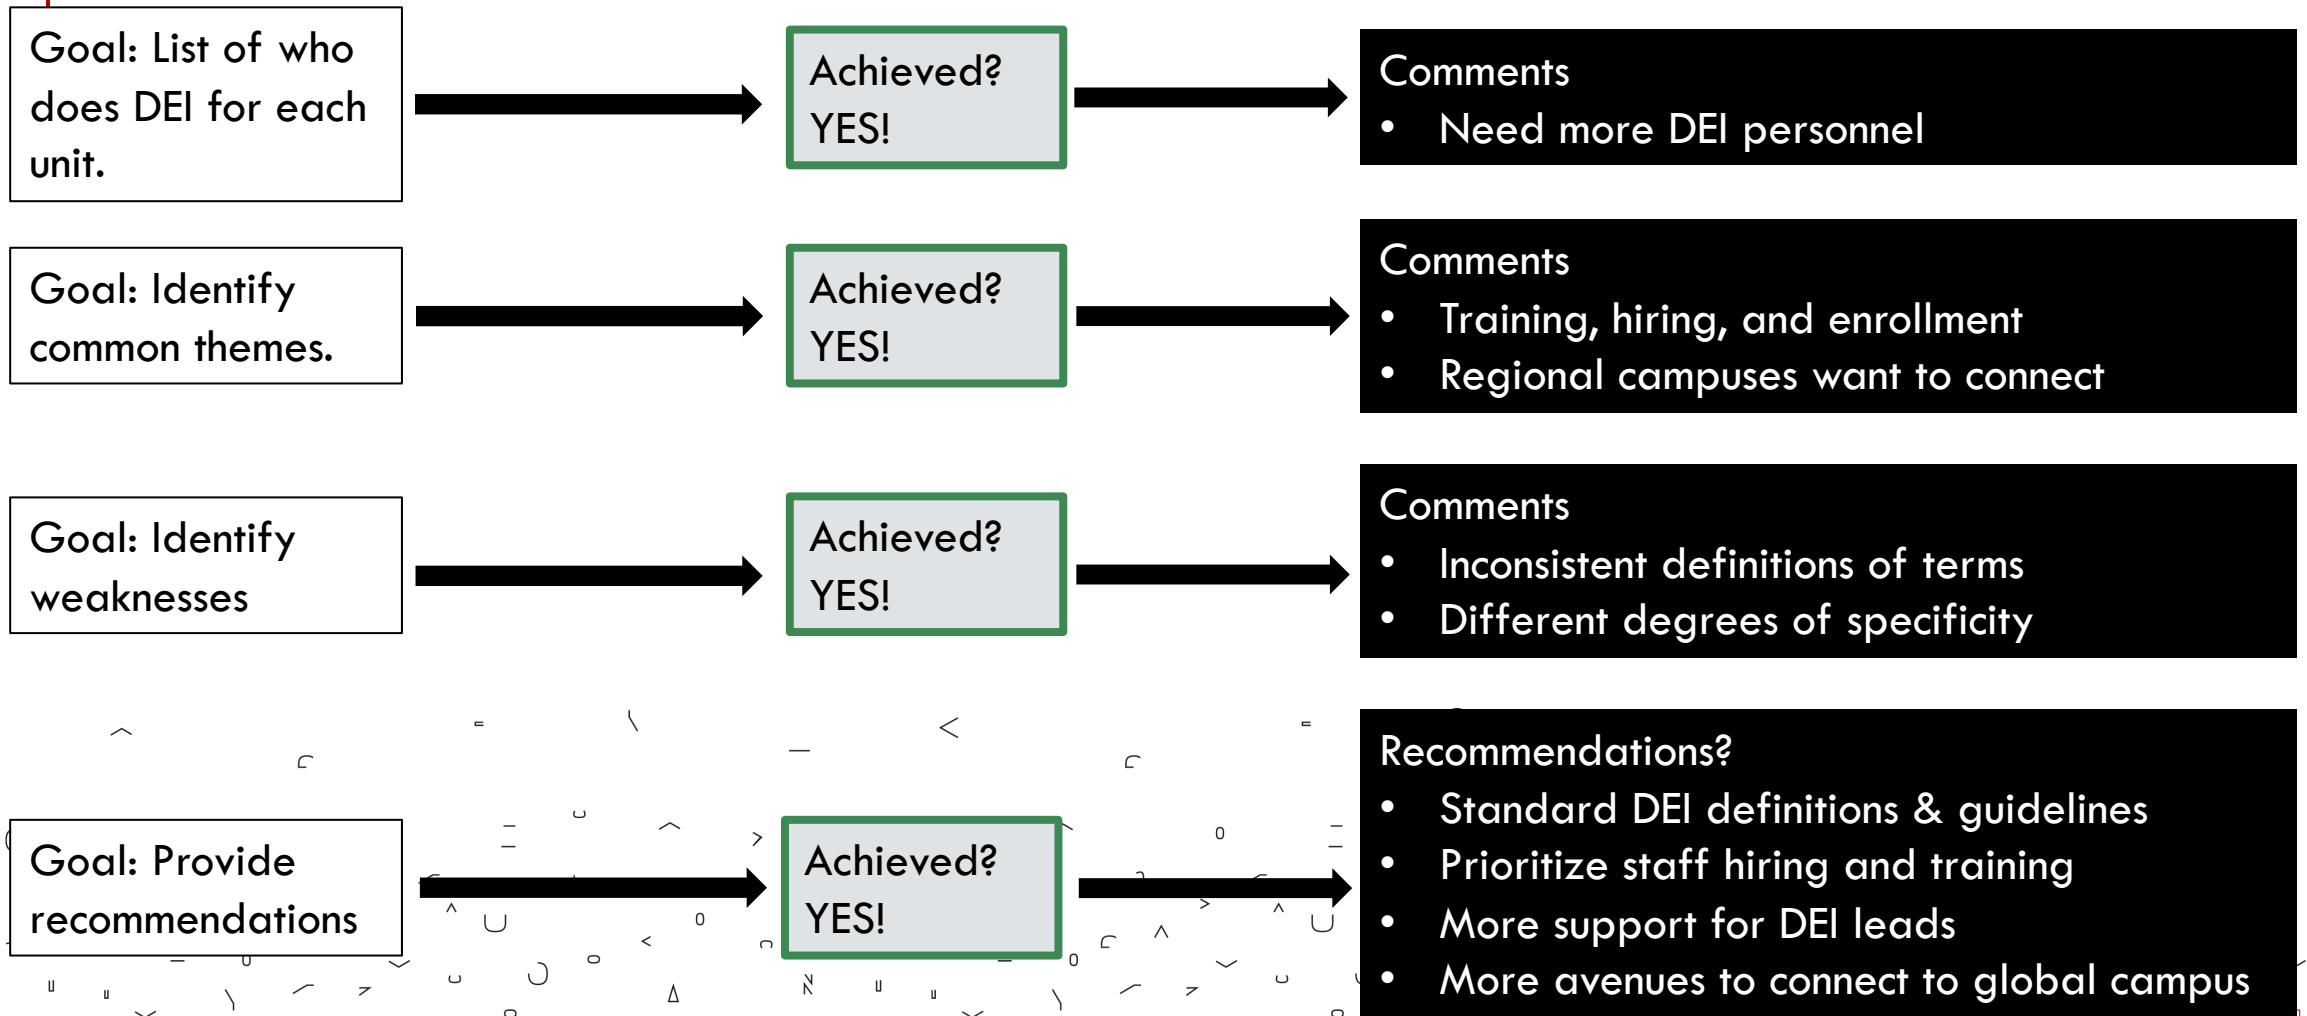 Goal: List of who
does DEI for each
unit.
Achieved?
YES!
Comments
• Need more DEI personnel
Goal: Identify
common themes.
Achieved?
YES!
Comments
• Training, hiring, and enrollment
• Regional campuses want to connect
Goal: Identify
weaknesses
Achieved?
YES!
Comments
• Inconsistent definitions of terms
• Different degrees of specificity
Goal: Provide
recommendations
Achieved?
YES!
Recommendations?
• Standard DEI definitions & guidelines
• Prioritize staff hiring and training
• More support for DEI leads
• More avenues to connect to global campus